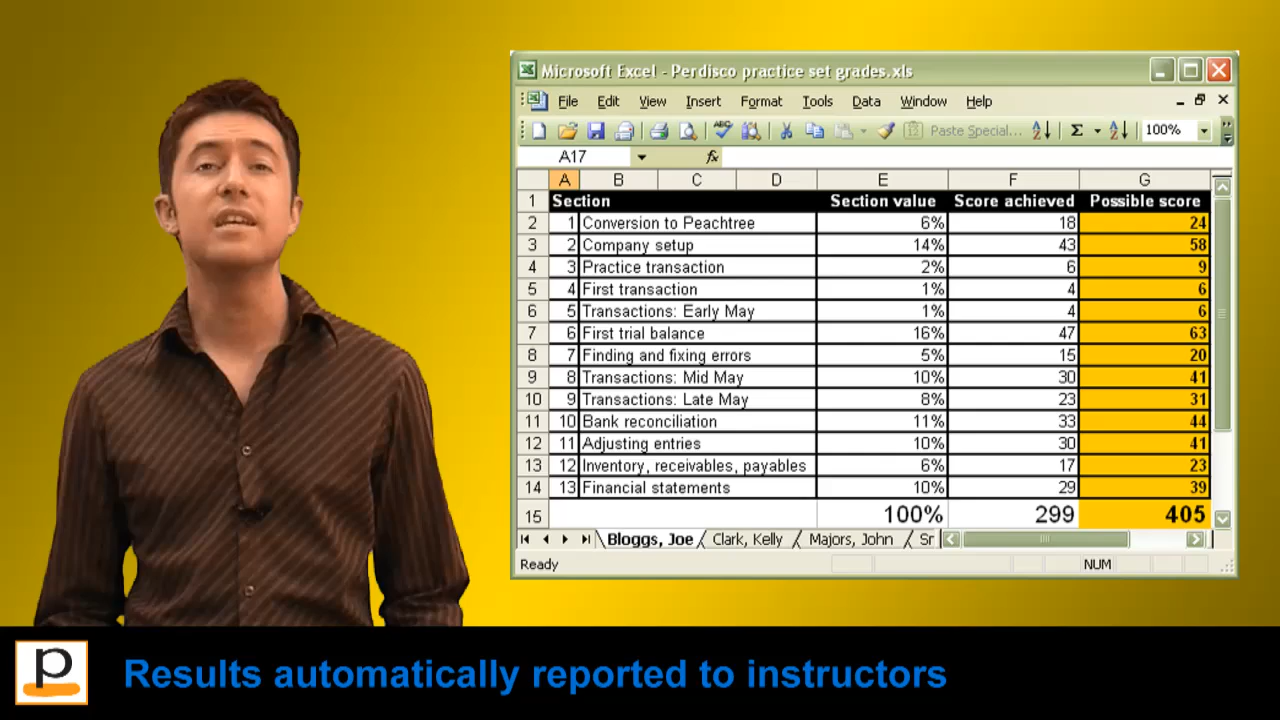 Microsoft Excel - Perdisco practice set grades.xls
File Edit View Insert Format Tools Data Window Help
Paste Special... 100%
A17 fx
A B C D E F G
1 Section Section value Score achieved Possible score
2 1 Conversion to Peachtree 6% 18 24
3 2 Company setup 14% 43 58
4 3 Practice transaction 2% 6 9
5 4 First transaction 1% 4 6
6 5 Transactions: Early May 1% 4 6
7 6 First trial balance 16% 47 63
8 7 Finding and fixing errors 5% 15 20
9 8 Transactions: Mid May 10% 30 41
10 9 Transactions: Late May 8% 23 31
11 10 Bank reconciliation 11% 33 44
12 11 Adjusting entries 10% 30 41
13 12 Inventory, receivables, payables 6% 17 23
14 13 Financial statements 10% 29 39
15 100% 299 405
Bloggs, Joe Clark, Kelly Majors, John Sr
Ready NUM
p Results automatically reported to instructors